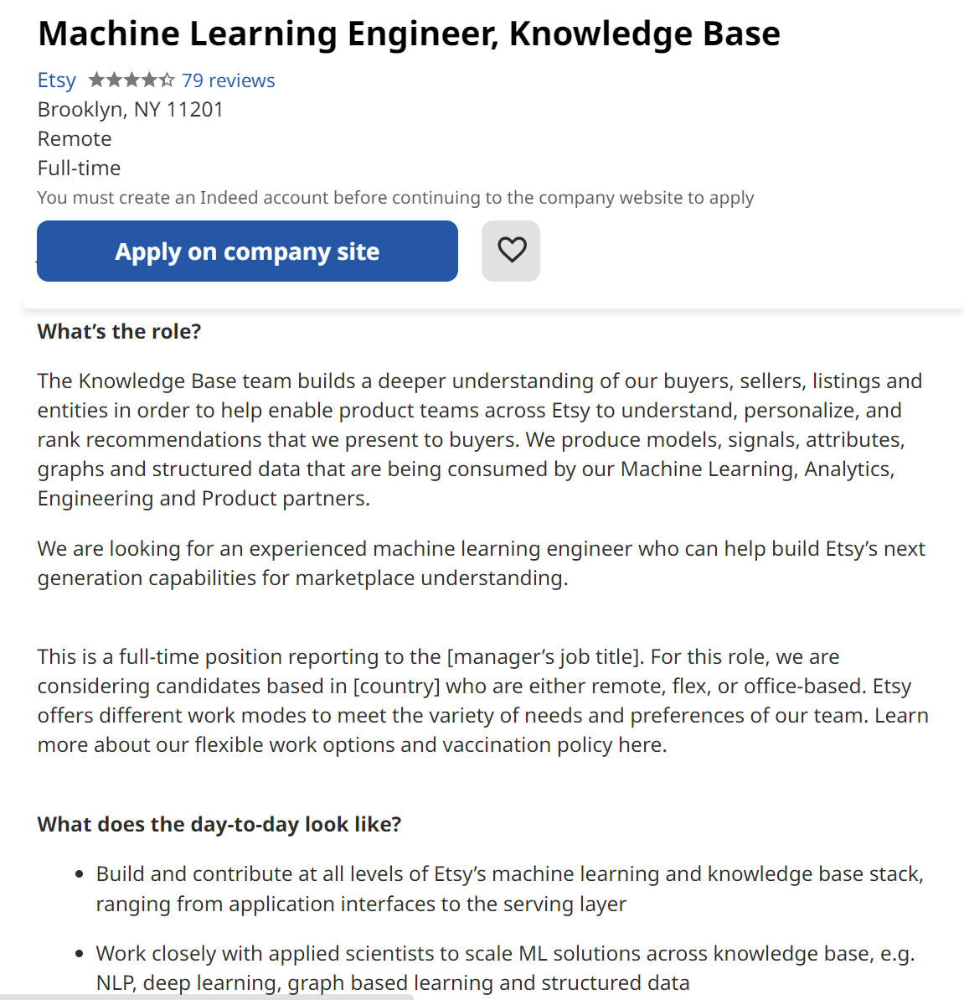 Machine Learning Engineer, Knowledge Base
Etsy 79 reviews
Brooklyn, NY 11201
Remote
Full-time
You must create an Indeed account before continuing to the company website to apply
Apply on company site
What’s the role?
The Knowledge Base team builds a deeper understanding of our buyers, sellers, listings and
entities in order to help enable product teams across Etsy to understand, personalize, and
rank recommendations that we present to buyers. We produce models, signals, attributes,
graphs and structured data that are being consumed by our Machine Learning, Analytics,
Engineering and Product partners.
We are looking for an experienced machine learning engineer who can help build Etsy’s next
generation capabilities for marketplace understanding.
This is a full-time position reporting to the [manager’s job title]. For this role, we are
considering candidates based in [country] who are either remote, flex, or office-based. Etsy
offers different work modes to meet the variety of needs and preferences of our team. Learn
more about our flexible work options and vaccination policy here.
What does the day-to-day look like?
• Build and contribute at all levels of Etsy’s machine learning and knowledge base stack,
ranging from application interfaces to the serving layer
• Work closely with applied scientists to scale ML solutions across knowledge base, e.g.
NLP, deep learning, graph based learning and structured data